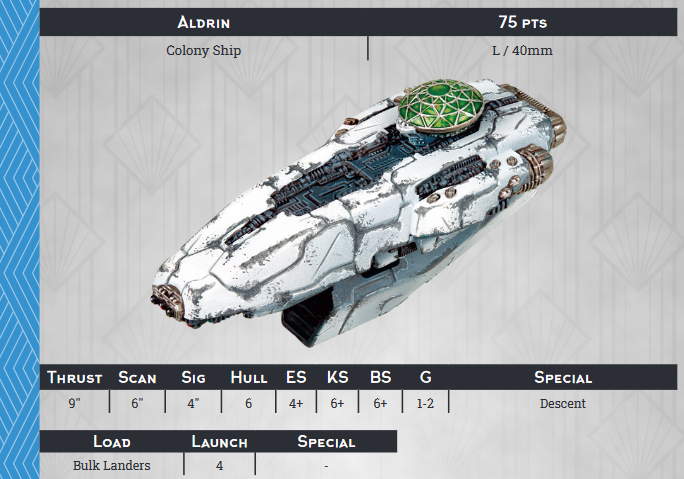 Aldrin 75 pts
Colony Ship L / 40mm
Thrust Scan Sig Hull ES KS BS G Special
9" 6" 4" 6 4+ 6+ 6+ 1-2 Descent
Load Launch Special
Bulk Landers 4 -